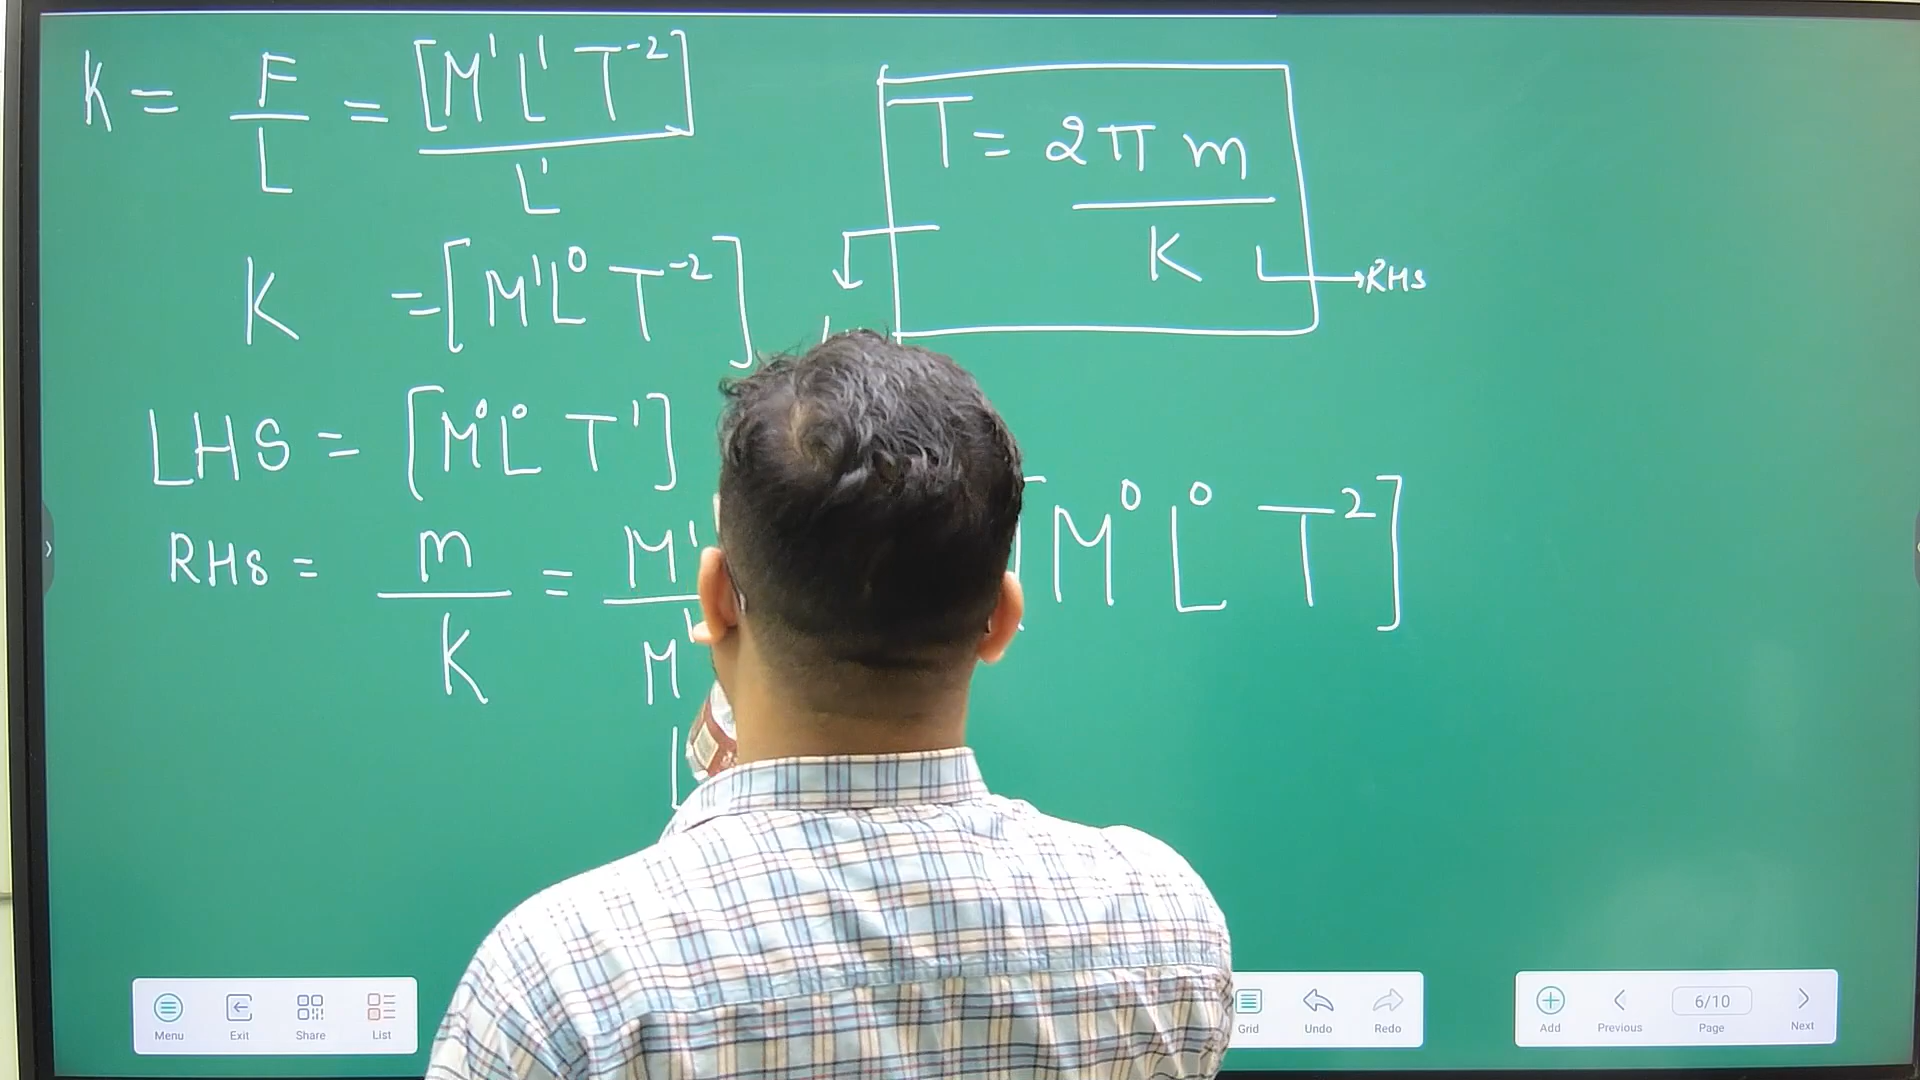 K = F/L = [M¹L¹T⁻²]/L¹
T = 2π m/K
RHS
K = [M¹L⁰T⁻²]
LHS = [M⁰L⁰T¹]
RHS = m/K = M¹/M
[M⁰L⁰T²]
Menu Exit Share List Grid Undo Redo Add Previous 6/10 Page Next